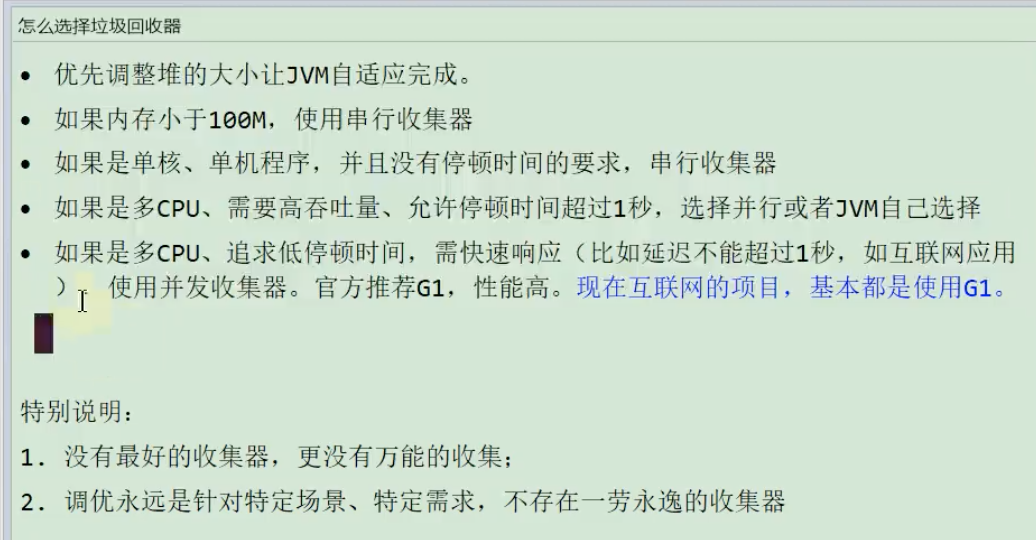 怎么选择垃圾回收器
• 优先调整堆的大小让JVM自适应完成。
• 如果内存小于100M，使用串行收集器
• 如果是单核、单机程序，并且没有停顿时间的要求，串行收集器
• 如果是多CPU、需要高吞吐量、允许停顿时间超过1秒，选择并行或者JVM自己选择
• 如果是多CPU、追求低停顿时间，需快速响应（比如延迟不能超过1秒，如互联网应用
），使用并发收集器。官方推荐G1，性能高。现在互联网的项目，基本都是使用G1。
特别说明：
1. 没有最好的收集器，更没有万能的收集；
2. 调优永远是针对特定场景、特定需求，不存在一劳永逸的收集器